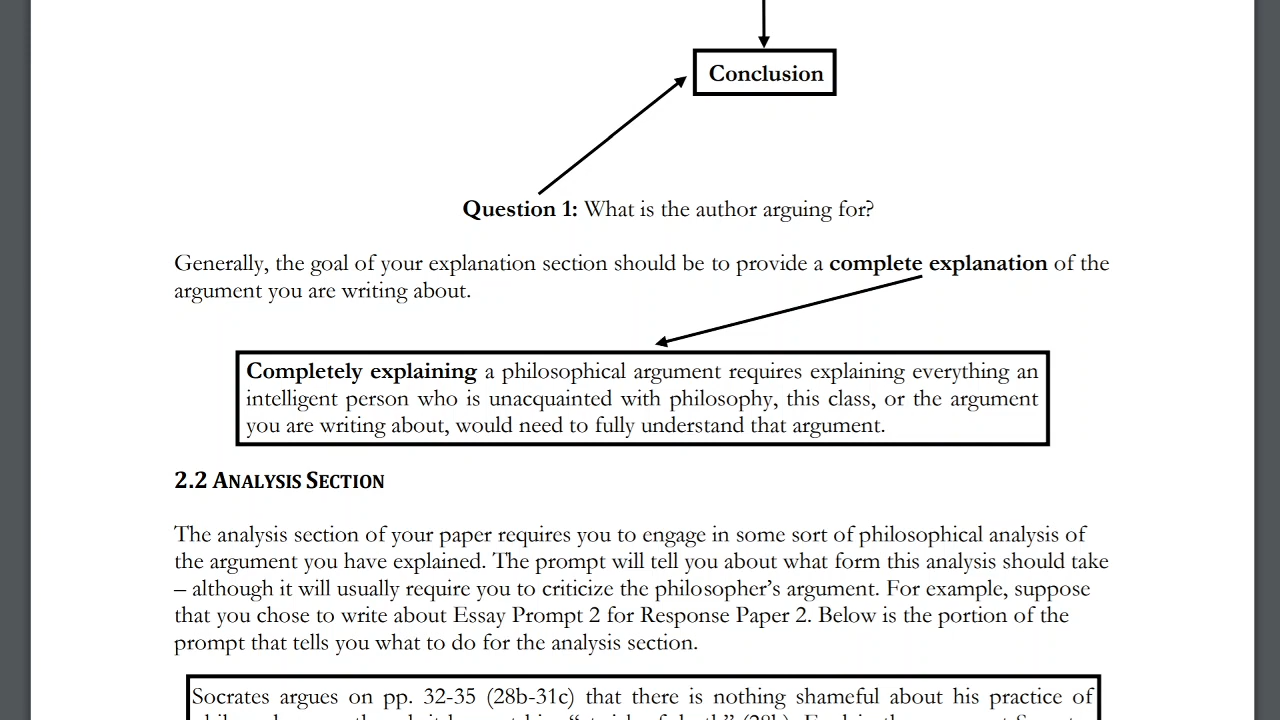 Conclusion
Question 1: What is the author arguing for?
Generally, the goal of your explanation section should be to provide a complete explanation of the
argument you are writing about.
Completely explaining a philosophical argument requires explaining everything an
intelligent person who is unacquainted with philosophy, this class, or the argument
you are writing about, would need to fully understand that argument.
2.2 ANALYSIS SECTION
The analysis section of your paper requires you to engage in some sort of philosophical analysis of
the argument you have explained. The prompt will tell you about what form this analysis should take
– although it will usually require you to criticize the philosopher's argument. For example, suppose
that you chose to write about Essay Prompt 2 for Response Paper 2. Below is the portion of the
prompt that tells you what to do for the analysis section.
Socrates argues on pp. 32-35 (28b-31c) that there is nothing shameful about his practice of